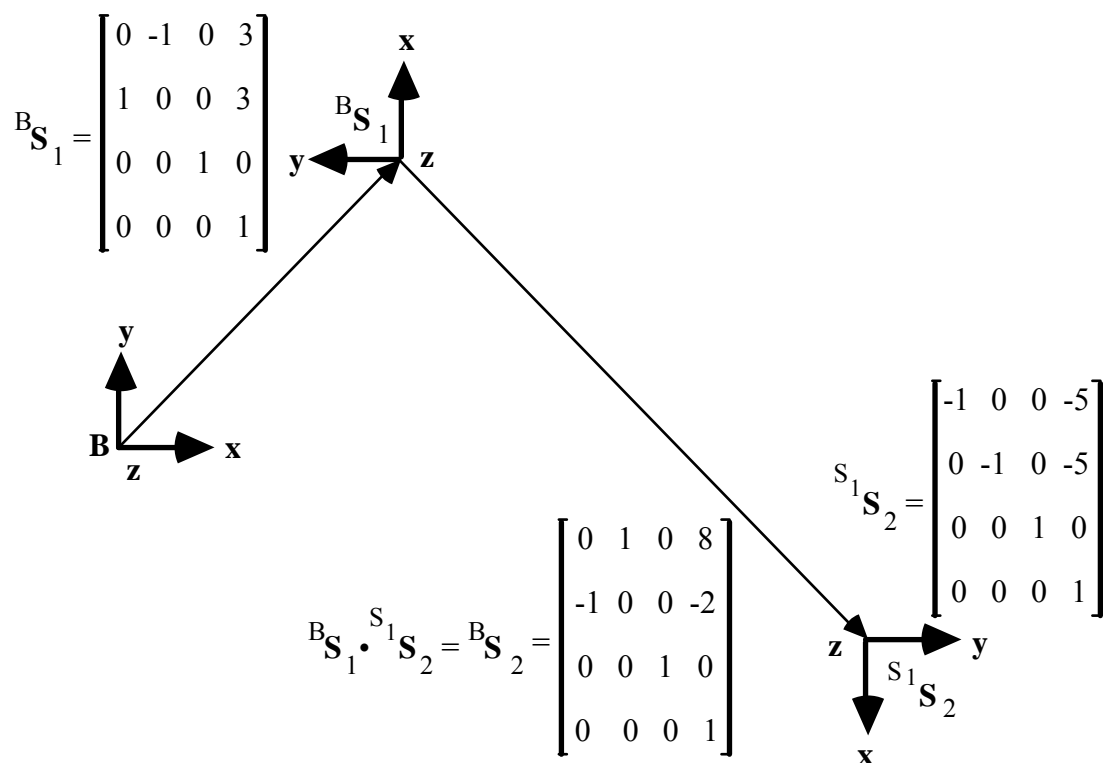 ᴮS₁ =
0 -1 0 3
1 0 0 3
0 0 1 0
0 0 0 1
x
ᴮS₁
y
z
y
B
x
z
S₁S₂ =
-1 0 0 -5
0 -1 0 -5
0 0 1 0
0 0 0 1
ᴮS₁ • S₁S₂ = ᴮS₂ =
0 1 0 8
-1 0 0 -2
0 0 1 0
0 0 0 1
z
y
S₁S₂
x